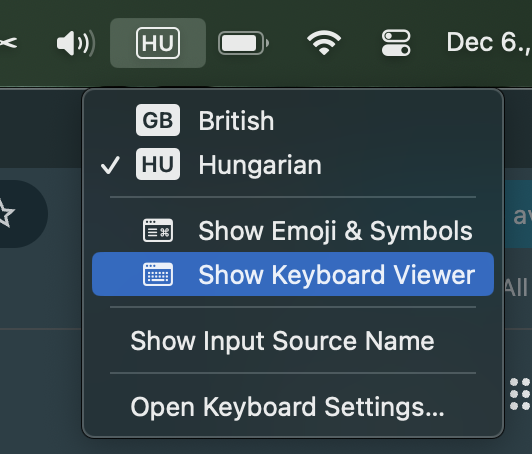 HU
Dec 6.,
GB British
HU Hungarian
Show Emoji & Symbols
Show Keyboard Viewer
All
Show Input Source Name
Open Keyboard Settings...